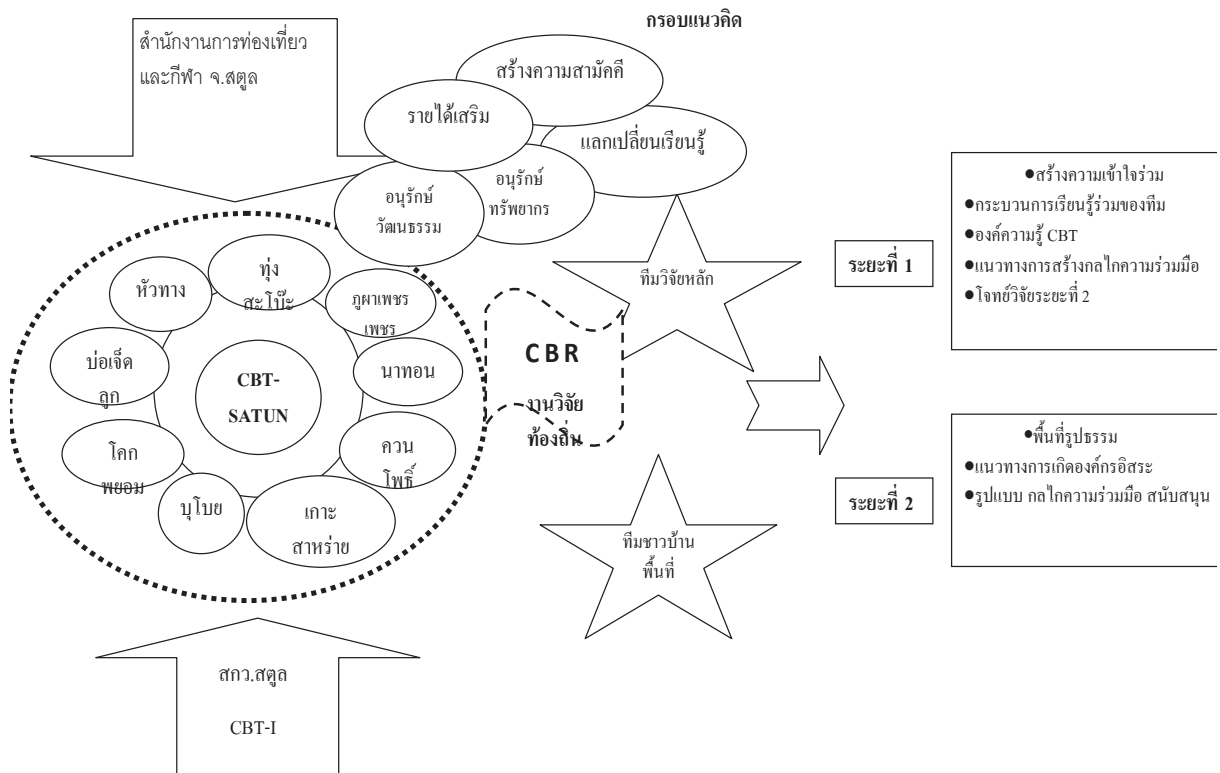 กรอบแนวคิด
สำนักงานการท่องเที่ยว
และกีฬา จ.สตูล
สร้างความสามัคคี
รายได้เสริม
แลกเปลี่ยนเรียนรู้
อนุรักษ์
ทรัพยากร
อนุรักษ์
วัฒนธรรม
ทุ่ง
สะโบ๊ะ
หัวทาง
ภูผาเพชร
เพชร
บ่อเจ็ด
ลูก
นาทอน
CBT-
SATUN
โคก
พยอม
ควน
โพธิ์
บุโบย
เกาะ
สาหร่าย
สกว.สตูล
CBT-I
CBR
งานวิจัย
ท้องถิ่น
ทีมวิจัยหลัก
ทีมชาวบ้าน
พื้นที่
ระยะที่ 1
●สร้างความเข้าใจร่วม
●กระบวนการเรียนรู้ร่วมของทีม
●องค์ความรู้ CBT
●แนวทางการสร้างกลไกความร่วมมือ
●โจทย์วิจัยระยะที่ 2
ระยะที่ 2
●พื้นที่รูปธรรม
●แนวทางการเกิดองค์กรอิสระ
●รูปแบบ กลไกความร่วมมือ สนับสนุน